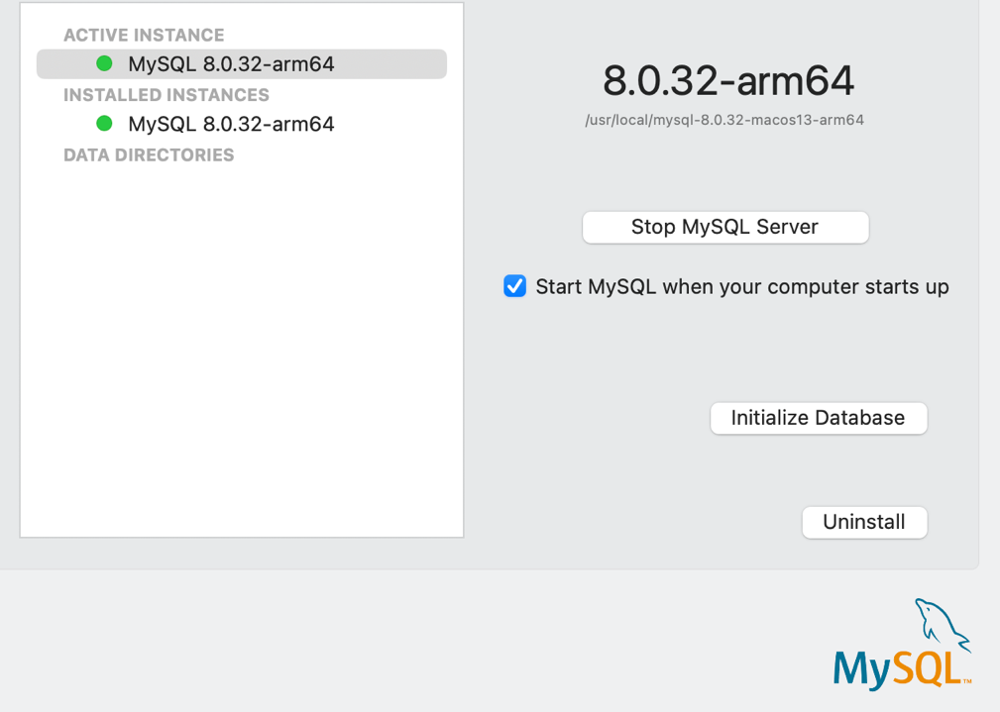 ACTIVE INSTANCE
MySQL 8.0.32-arm64
INSTALLED INSTANCES
MySQL 8.0.32-arm64
DATA DIRECTORIES
8.0.32-arm64
/usr/local/mysql-8.0.32-macos13-arm64
Stop MySQL Server
Start MySQL when your computer starts up
Initialize Database
Uninstall
MySQL™